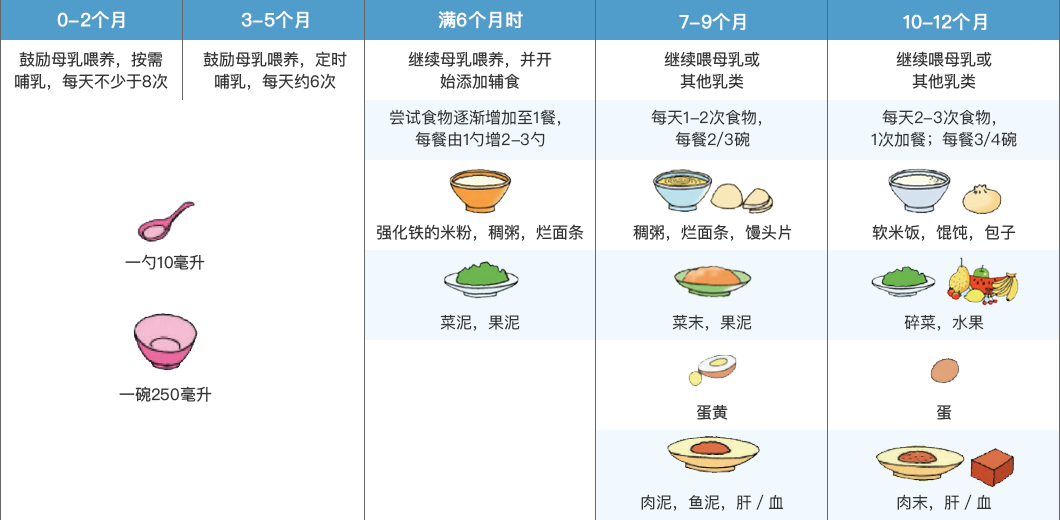 0-2个月
3-5个月
满6个月时
7-9个月
10-12个月
鼓励母乳喂养，按需
哺乳，每天不少于8次
鼓励母乳喂养，定时
哺乳，每天约6次
继续母乳喂养，并开
始添加辅食
继续喂母乳或
其他乳类
继续喂母乳或
其他乳类
尝试食物逐渐增加至1餐，
每餐由1勺增2-3勺
每天1-2次食物，
每餐2/3碗
每天2-3次食物，
1次加餐；每餐3/4碗
一勺10毫升
一碗250毫升
强化铁的米粉，稠粥，烂面条
稠粥，烂面条，馒头片
软米饭，馄饨，包子
菜泥，果泥
菜末，果泥
碎菜，水果
蛋黄
蛋
肉泥，鱼泥，肝 / 血
肉末，肝 / 血